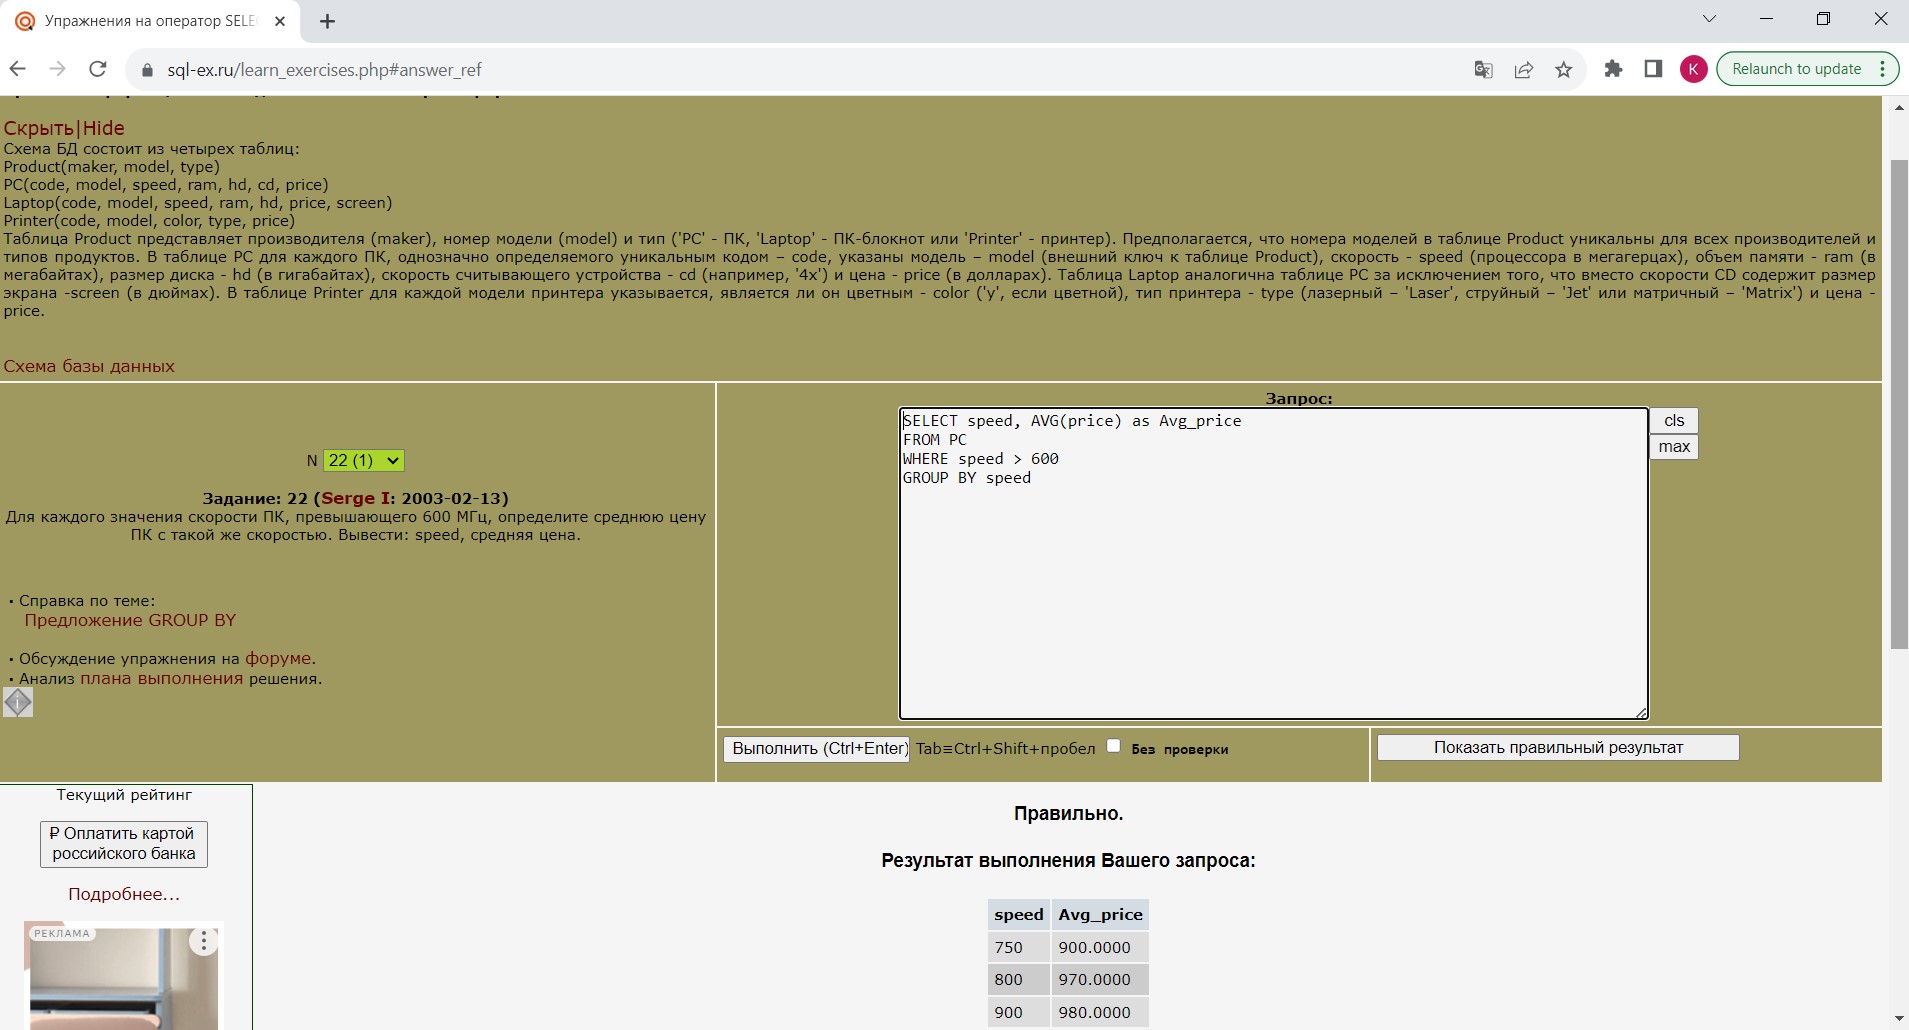 Упражнения на оператор SELE
sql-ex.ru/learn_exercises.php#answer_ref
K
Relaunch to update
Скрыть|Hide
Схема БД состоит из четырех таблиц:
Product(maker, model, type)
PC(code, model, speed, ram, hd, cd, price)
Laptop(code, model, speed, ram, hd, price, screen)
Printer(code, model, color, type, price)
Таблица Product представляет производителя (maker), номер модели (model) и тип ('PC' - ПК, 'Laptop' - ПК-блокнот или 'Printer' - принтер). Предполагается, что номера моделей в таблице Product уникальны для всех производителей и
типов продуктов. В таблице PC для каждого ПК, однозначно определяемого уникальным кодом – code, указаны модель – model (внешний ключ к таблице Product), скорость - speed (процессора в мегагерцах), объем памяти - ram (в
мегабайтах), размер диска - hd (в гигабайтах), скорость считывающего устройства - cd (например, '4x') и цена - price (в долларах). Таблица Laptop аналогична таблице РС за исключением того, что вместо скорости CD содержит размер
экрана -screen (в дюймах). В таблице Printer для каждой модели принтера указывается, является ли он цветным - color ('y', если цветной), тип принтера - type (лазерный – 'Laser', струйный – 'Jet' или матричный – 'Matrix') и цена -
price.
Схема базы данных
N 22 (1)
Задание: 22 (Serge I: 2003-02-13)
Для каждого значения скорости ПК, превышающего 600 МГц, определите среднюю цену
ПК с такой же скоростью. Вывести: speed, средняя цена.
· Справка по теме:
Предложение GROUP BY
· Обсуждение упражнения на форуме.
· Анализ плана выполнения решения.
Запрос:
SELECT speed, AVG(price) as Avg_price
FROM PC
WHERE speed > 600
GROUP BY speed
cls
max
Выполнить (Ctrl+Enter) Tab≡Ctrl+Shift+пробел Без проверки
Показать правильный результат
Текущий рейтинг
₽ Оплатить картой
российского банка
Подробнее...
РЕКЛАМА
Правильно.
Результат выполнения Вашего запроса:
speed Avg_price
750 900.0000
800 970.0000
900 980.0000